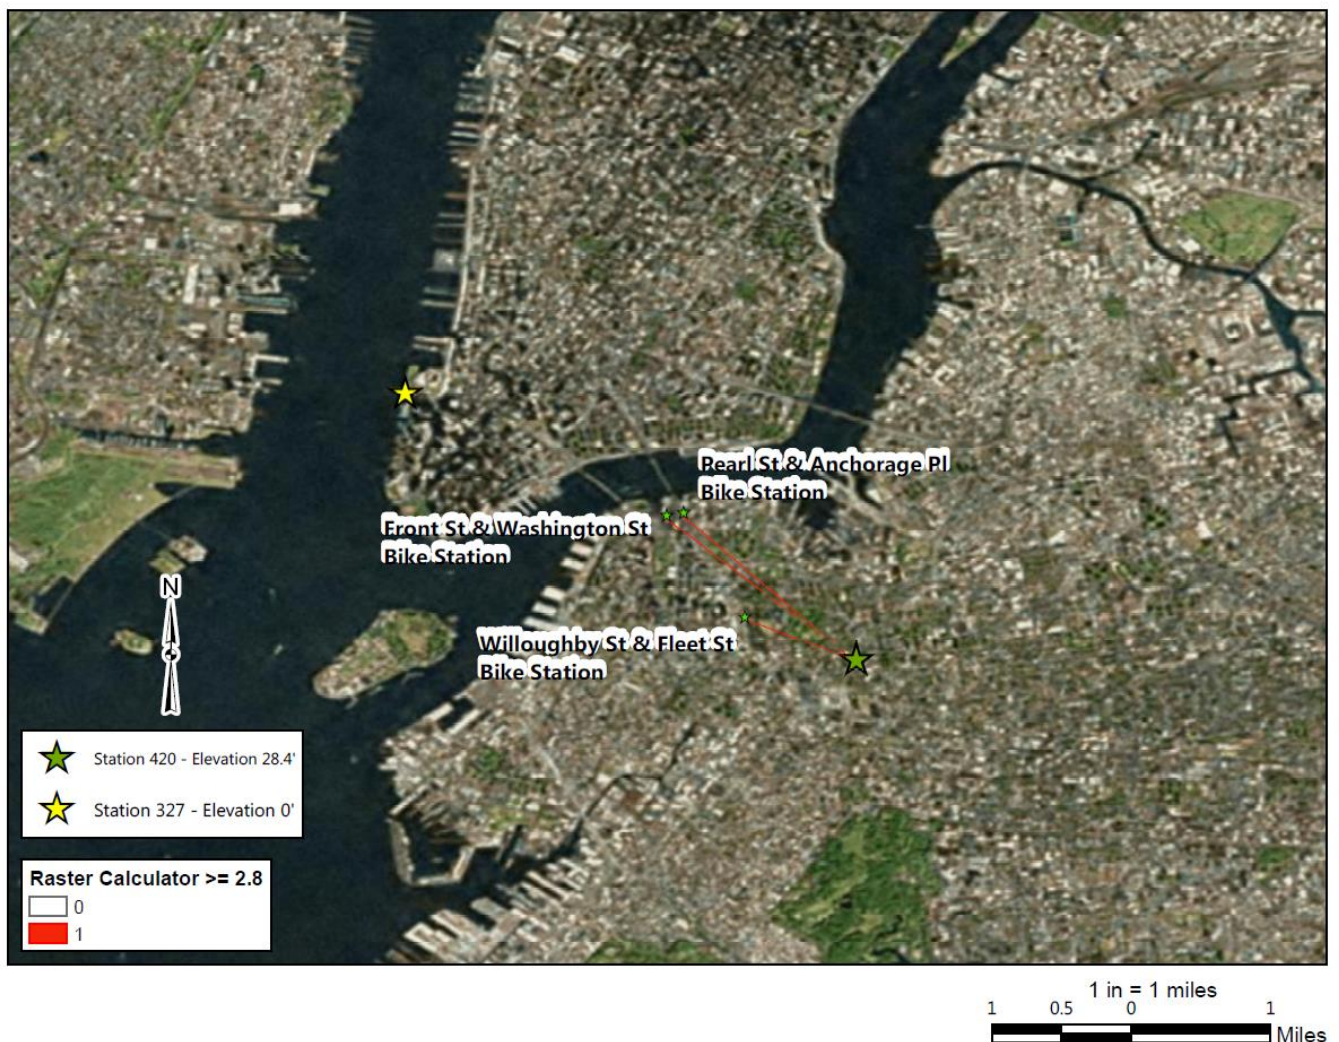 Pearl St & Anchorage Pl
Bike Station
Front St & Washington St
Bike Station
N
Willoughby St & Fleet St
Bike Station
Station 420 - Elevation 28.4'
Station 327 - Elevation 0'
Raster Calculator >= 2.8
0
1
1 in = 1 miles
1 0.5 0 1
Miles